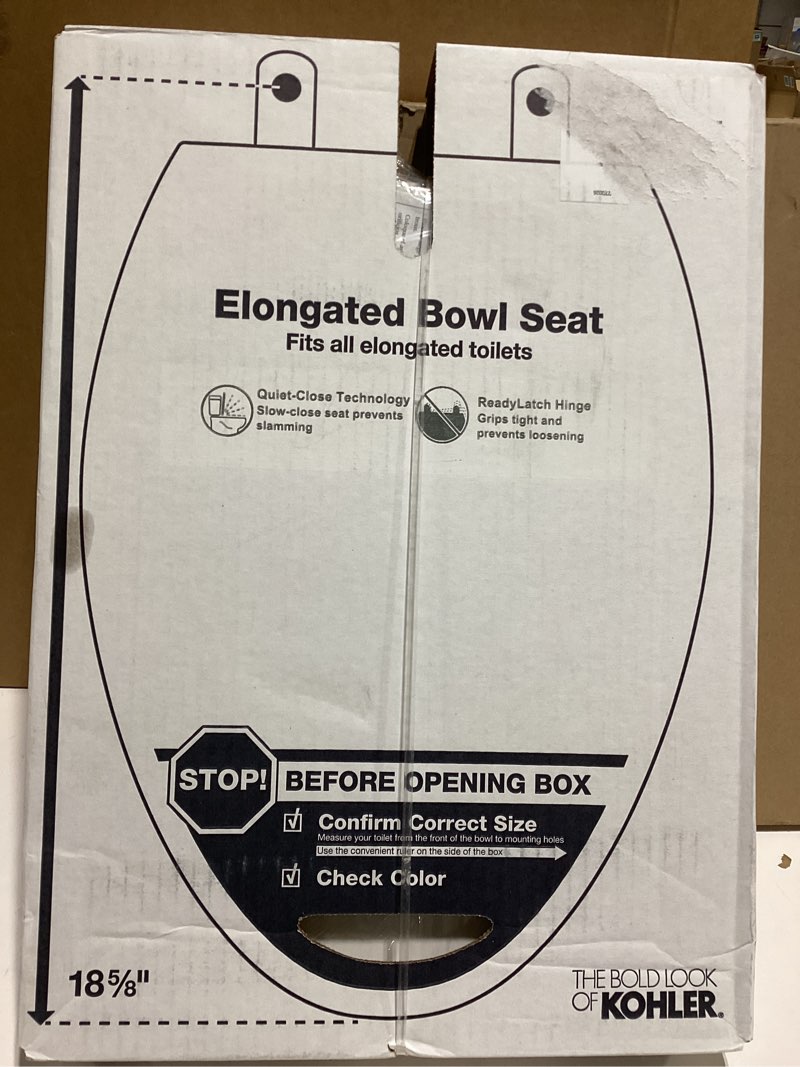 Elongated Bowl Seat
Fits all elongated toilets
Quiet-Close Technology
Slow-close seat prevents
slamming
ReadyLatch Hinge
Grips tight and
prevents loosening
STOP! BEFORE OPENING BOX
Confirm Correct Size
Measure your toilet from the front of the bowl to mounting holes
Use the convenient ruler on the side of the box
Check Color
18⅝"
THE BOLD LOOK
OF KOHLER®